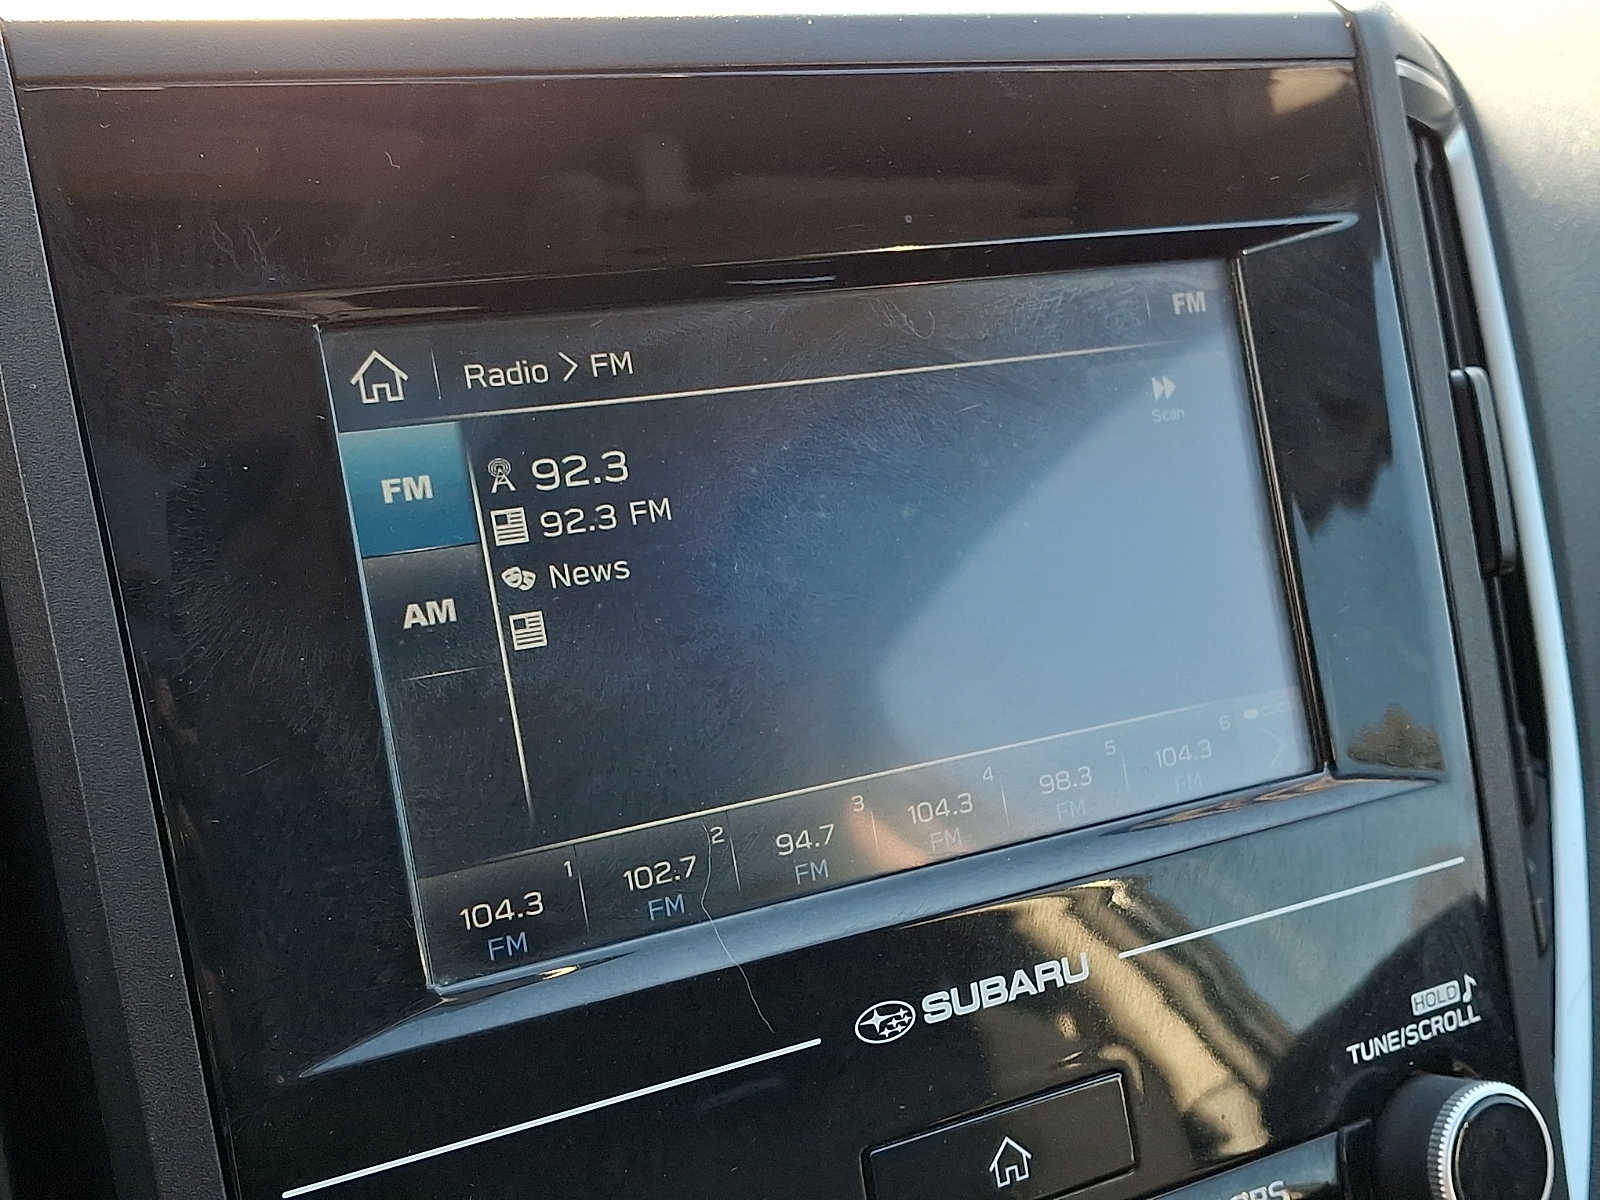 Radio > FM
FM
Scan
FM
92.3
92.3 FM
AM
News
1 2 3 4 5 6
104.3 102.7 94.7 104.3 98.3 104.3
FM FM FM FM FM FM
SUBARU
HOLD
TUNE/SCROLL